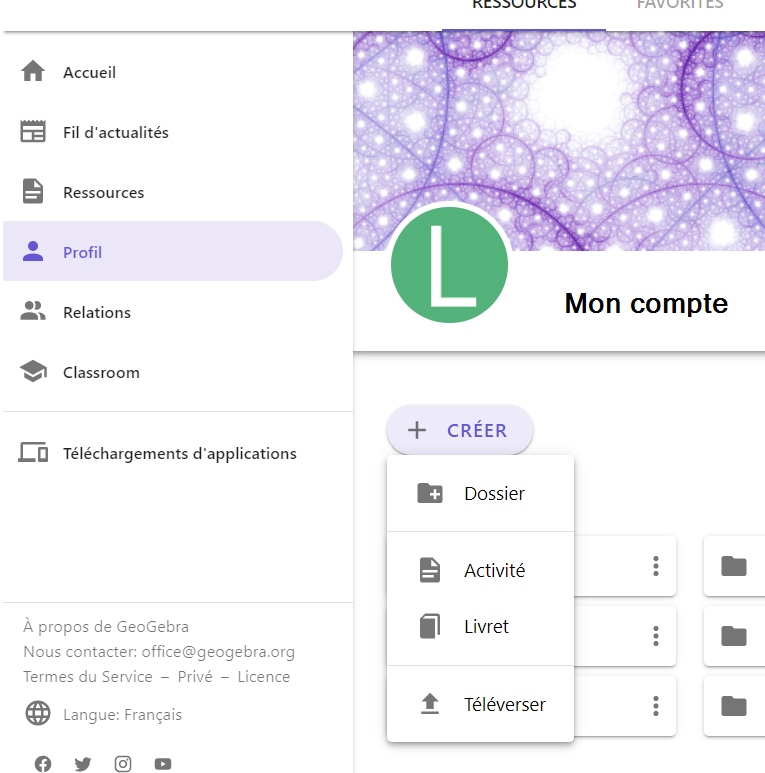 RESSOURCES FAVORITES
Accueil
Fil d'actualités
Ressources
Profil
Relations
Classroom
Téléchargements d'applications
À propos de GeoGebra
Nous contacter: office@geogebra.org
Termes du Service – Privé – Licence
Langue: Français
L
Mon compte
+ CRÉER
Dossier
Activité
Livret
Téléverser